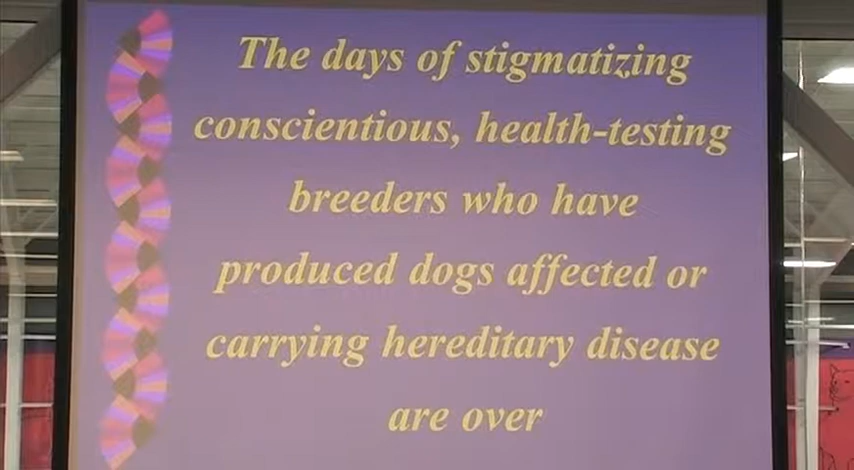 The days of stigmatizing
conscientious, health-testing
breeders who have
produced dogs affected or
carrying hereditary disease
are over